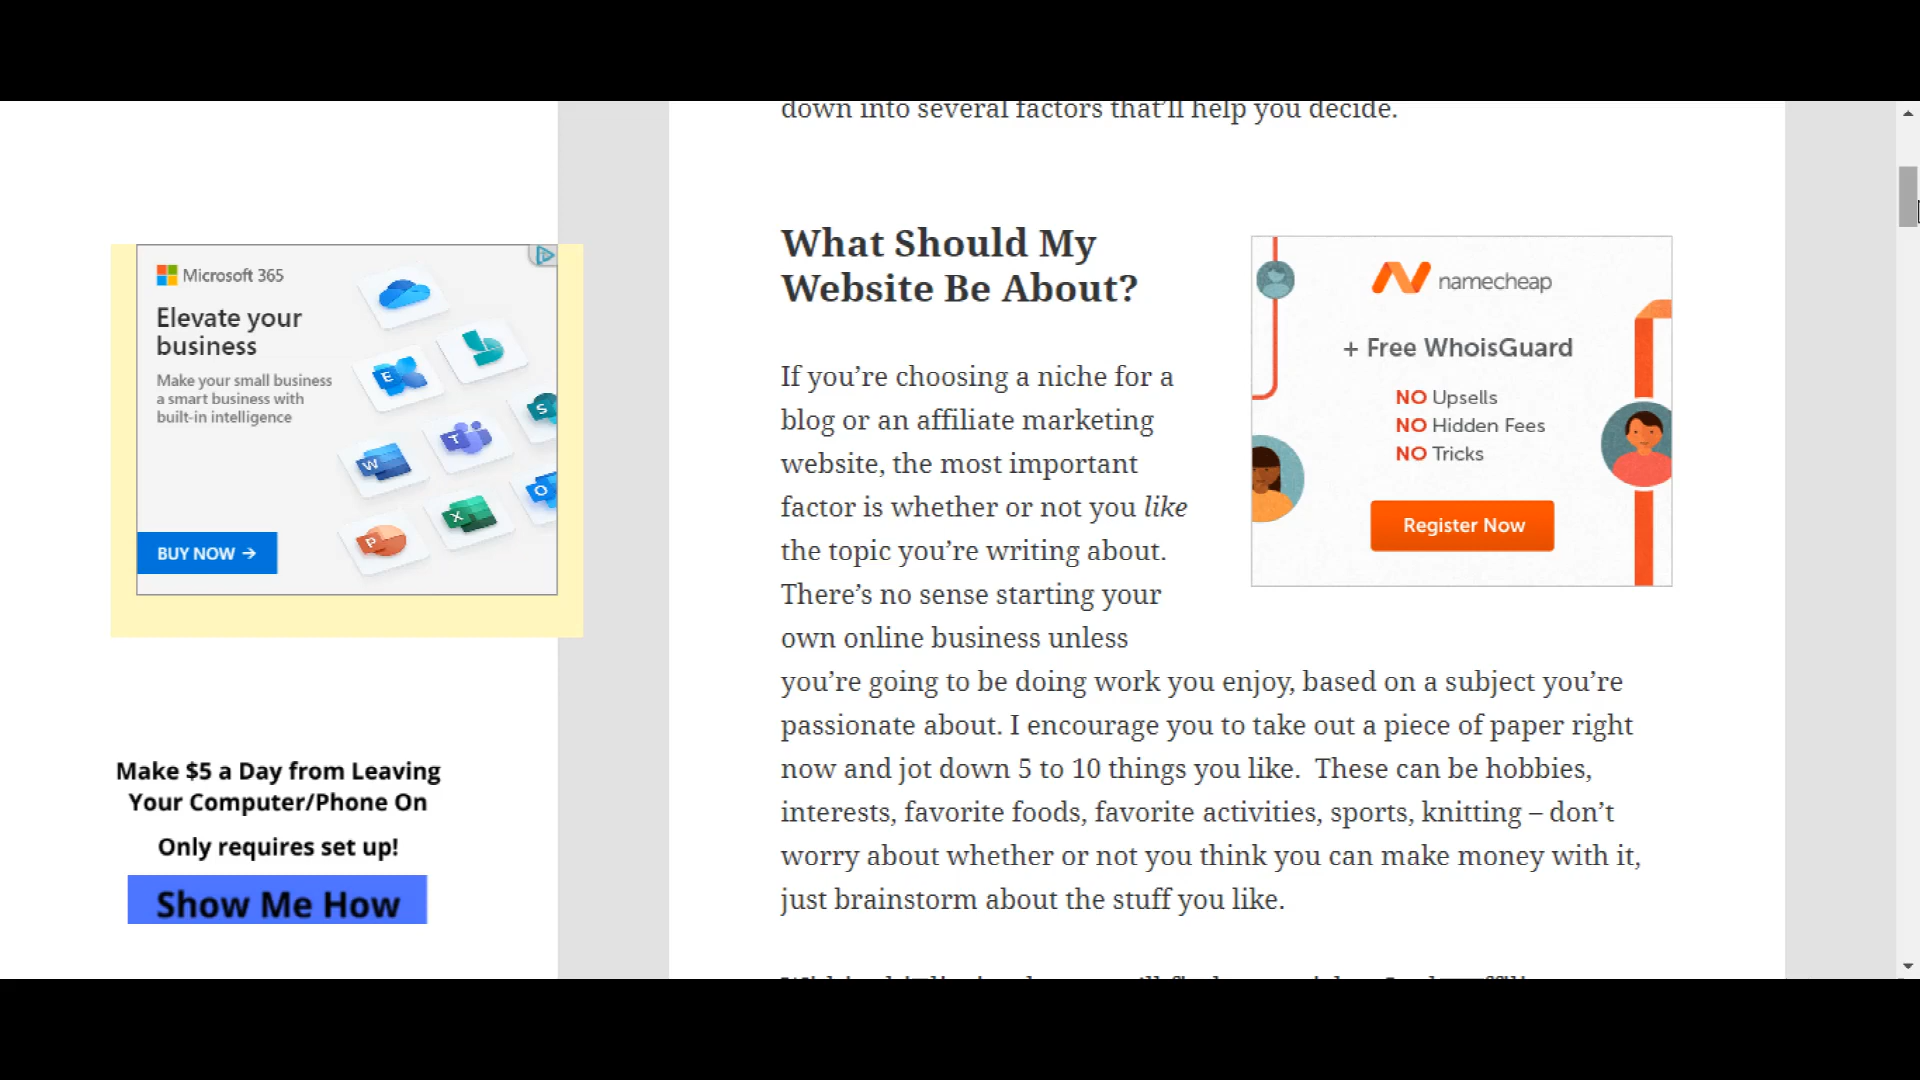 down into several factors that'll help you decide.
Microsoft 365
Elevate your
business
Make your small business
a smart business with
built-in intelligence
E
S
T
W
O
X
P
BUY NOW →
Make $5 a Day from Leaving
Your Computer/Phone On
Only requires set up!
Show Me How
What Should My
Website Be About?
If you’re choosing a niche for a
blog or an affiliate marketing
website, the most important
factor is whether or not you like
the topic you’re writing about.
There’s no sense starting your
own online business unless
you’re going to be doing work you enjoy, based on a subject you’re
passionate about. I encourage you to take out a piece of paper right
now and jot down 5 to 10 things you like.  These can be hobbies,
interests, favorite foods, favorite activities, sports, knitting – don’t
worry about whether or not you think you can make money with it,
just brainstorm about the stuff you like.
namecheap
+ Free WhoisGuard
NO Upsells
NO Hidden Fees
NO Tricks
Register Now